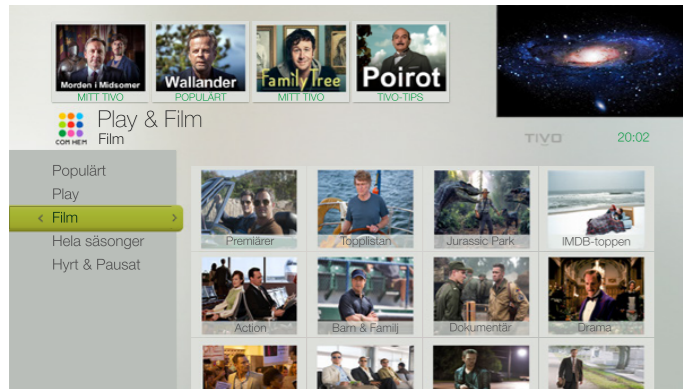 Morden i Midsomer
Wallander
Family Tree
Poirot
MITT TIVO
POPULÄRT
MITT TIVO
TIVO-TIPS
COM HEM
Play & Film
Film
TIVO
20:02
Populärt
Play
Film
Hela säsonger
Hyrt & Pausat
Premiärer
Topplistan
Jurassic Park
IMDB-toppen
Action
Barn & Familj
Dokumentär
Drama